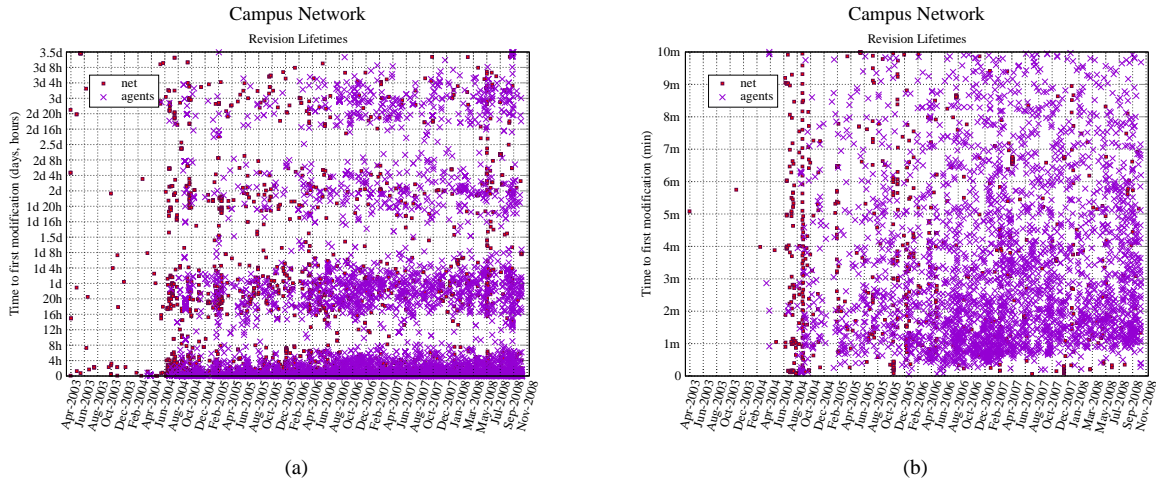 Campus Network
Revision Lifetimes
Time to first modification (days, hours)
3.5d
3d 8h
3d 4h
3d
2d 20h
2d 16h
2.5d
2d 8h
2d 4h
2d
1d 20h
1d 16h
1.5d
1d 8h
1d 4h
1d
20h
16h
12h
8h
4h
0
net
agents
Apr-2003
Jun-2003
Aug-2003
Oct-2003
Dec-2003
Feb-2004
Apr-2004
Jun-2004
Aug-2004
Oct-2004
Dec-2004
Feb-2005
Apr-2005
Jun-2005
Aug-2005
Oct-2005
Dec-2005
Feb-2006
Apr-2006
Jun-2006
Aug-2006
Oct-2006
Dec-2006
Feb-2007
Apr-2007
Jun-2007
Aug-2007
Oct-2007
Dec-2007
Jan-2008
Mar-2008
May-2008
Jul-2008
Sep-2008
Nov-2008
(a)
Campus Network
Revision Lifetimes
Time to first modification (min)
10m
9m
8m
7m
6m
5m
4m
3m
2m
1m
0
net
agents
Apr-2003
Jun-2003
Aug-2003
Oct-2003
Dec-2003
Feb-2004
Apr-2004
Jun-2004
Aug-2004
Oct-2004
Dec-2004
Feb-2005
Apr-2005
Jun-2005
Aug-2005
Oct-2005
Dec-2005
Feb-2006
Apr-2006
Jun-2006
Aug-2006
Oct-2006
Dec-2006
Feb-2007
Apr-2007
Jun-2007
Aug-2007
Oct-2007
Dec-2007
Jan-2008
Mar-2008
May-2008
Jul-2008
Sep-2008
Nov-2008
(b)